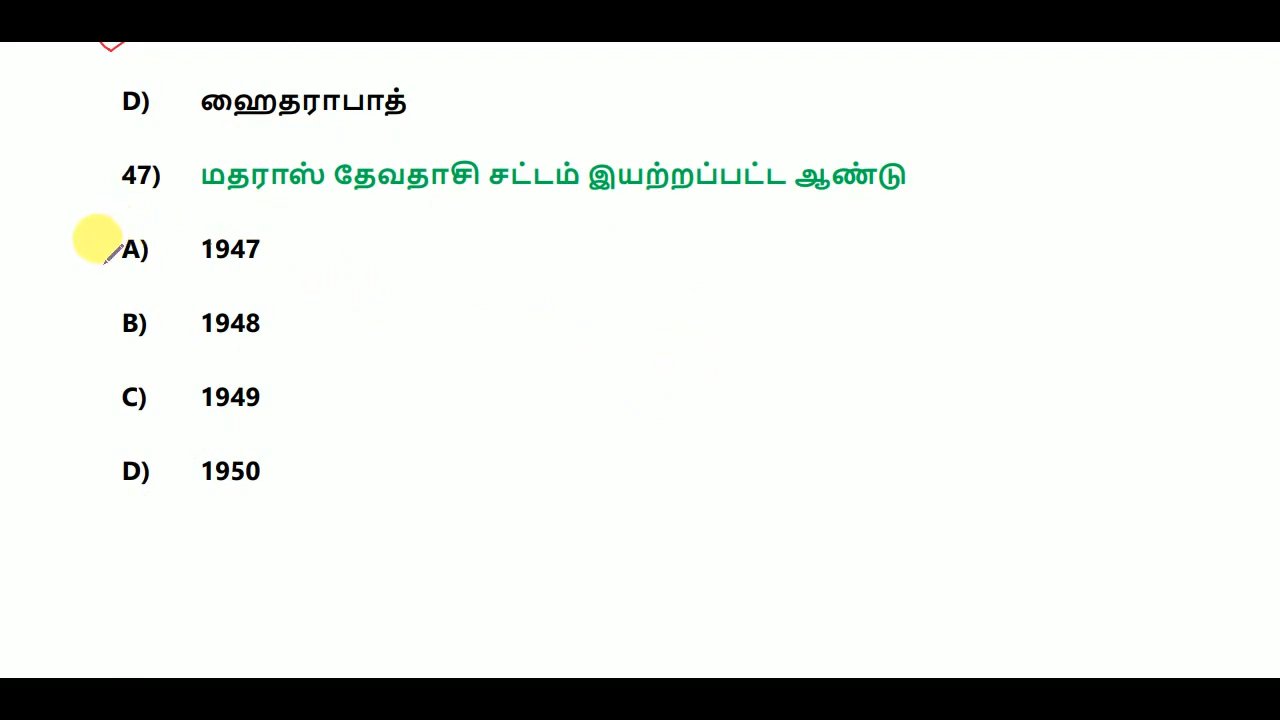 D) ஹைதராபாத்
47) மதராஸ் தேவதாசி சட்டம் இயற்றப்பட்ட ஆண்டு
A) 1947
B) 1948
C) 1949
D) 1950